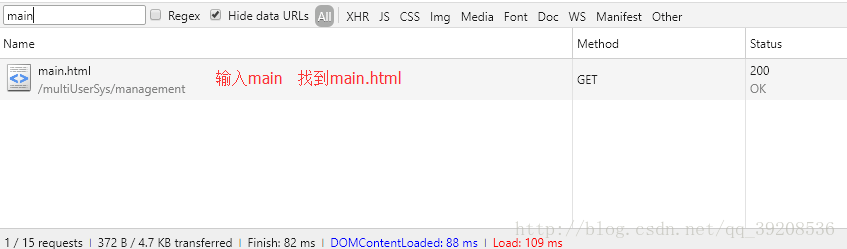 main Regex Hide data URLs All XHR JS CSS Img Media Font Doc WS Manifest Other
Name Method Status
main.html 输入main 找到main.html GET 200
/multiUserSys/management OK
http://blog.csdn.net/qq_39208536
1 / 15 requests | 372 B / 4.7 KB transferred | Finish: 82 ms | DOMContentLoaded: 88 ms | Load: 109 ms